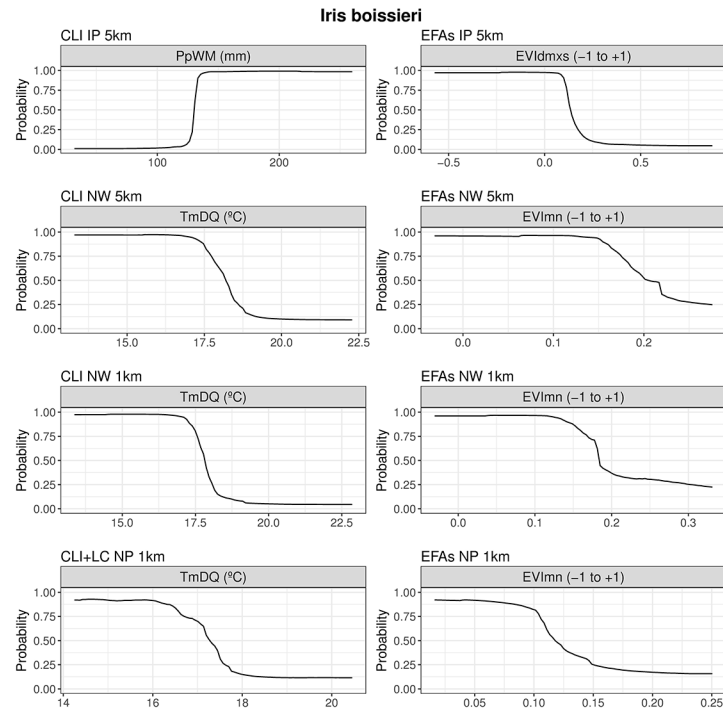 Iris boissieri
CLI IP 5km
PpWM (mm)
Probability
1.00
0.75
0.50
0.25
0.00
100 200
EFAs IP 5km
EVIdmxs (−1 to +1)
Probability
1.00
0.75
0.50
0.25
0.00
−0.5 0.0 0.5
CLI NW 5km
TmDQ (ºC)
Probability
1.00
0.75
0.50
0.25
0.00
15.0 17.5 20.0 22.5
EFAs NW 5km
EVImn (−1 to +1)
Probability
1.00
0.75
0.50
0.25
0.00
0.0 0.1 0.2
CLI NW 1km
TmDQ (ºC)
Probability
1.00
0.75
0.50
0.25
0.00
15.0 17.5 20.0 22.5
EFAs NW 1km
EVImn (−1 to +1)
Probability
1.00
0.75
0.50
0.25
0.00
0.0 0.1 0.2 0.3
CLI+LC NP 1km
TmDQ (ºC)
Probability
1.00
0.75
0.50
0.25
0.00
14 16 18 20
EFAs NP 1km
EVImn (−1 to +1)
Probability
1.00
0.75
0.50
0.25
0.00
0.05 0.10 0.15 0.20 0.25